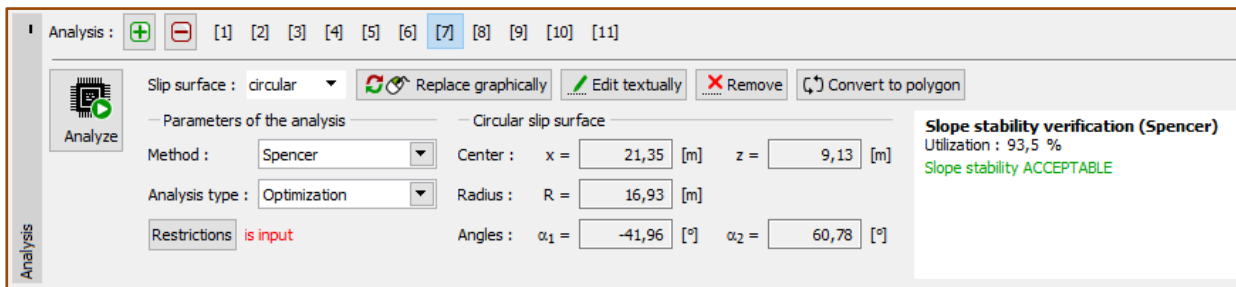 Analysis : [1] [2] [3] [4] [5] [6] [7] [8] [9] [10] [11]
Analyze
Slip surface : circular Replace graphically Edit textually Remove Convert to polygon
Parameters of the analysis
Method : Spencer
Analysis type : Optimization
Restrictions is input
Circular slip surface
Center : x = 21,35 [m] z = 9,13 [m]
Radius : R = 16,93 [m]
Angles : α1 = -41,96 [°] α2 = 60,78 [°]
Slope stability verification (Spencer)
Utilization : 93,5 %
Slope stability ACCEPTABLE
Analysis